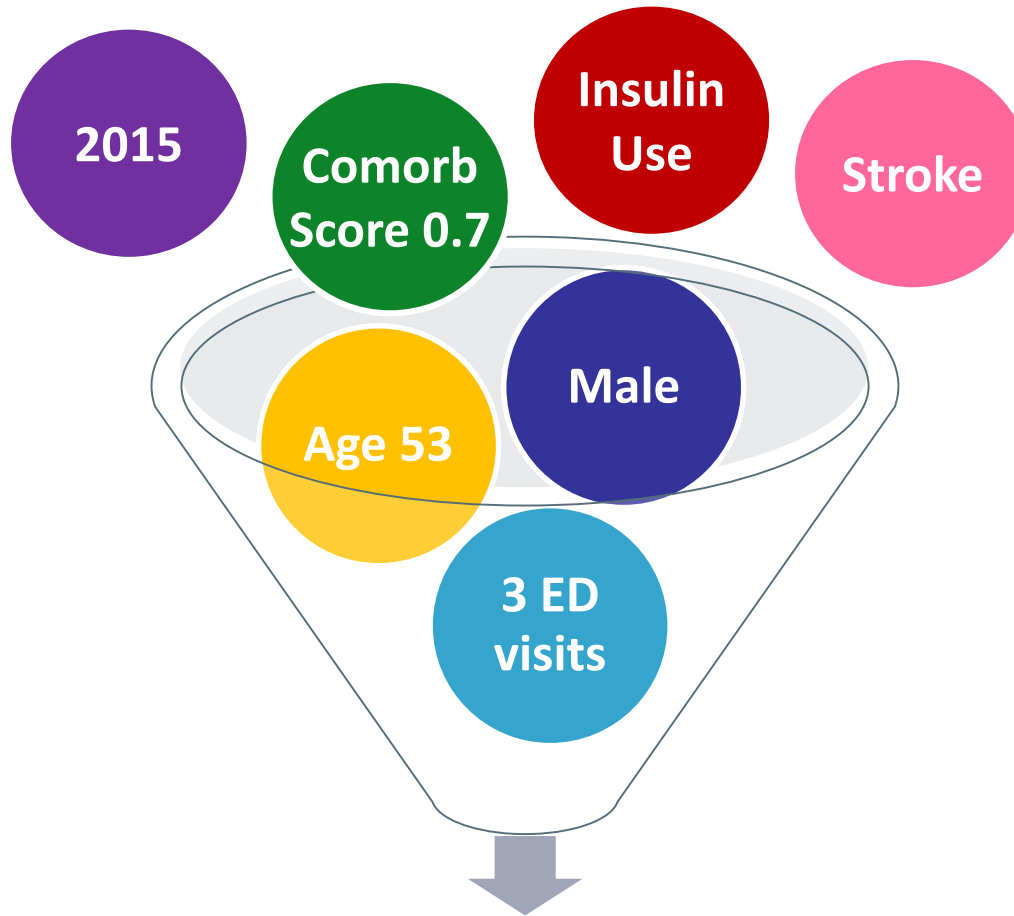 2015
Comorb
Score 0.7
Insulin
Use
Stroke
Age 53
Male
3 ED
visits